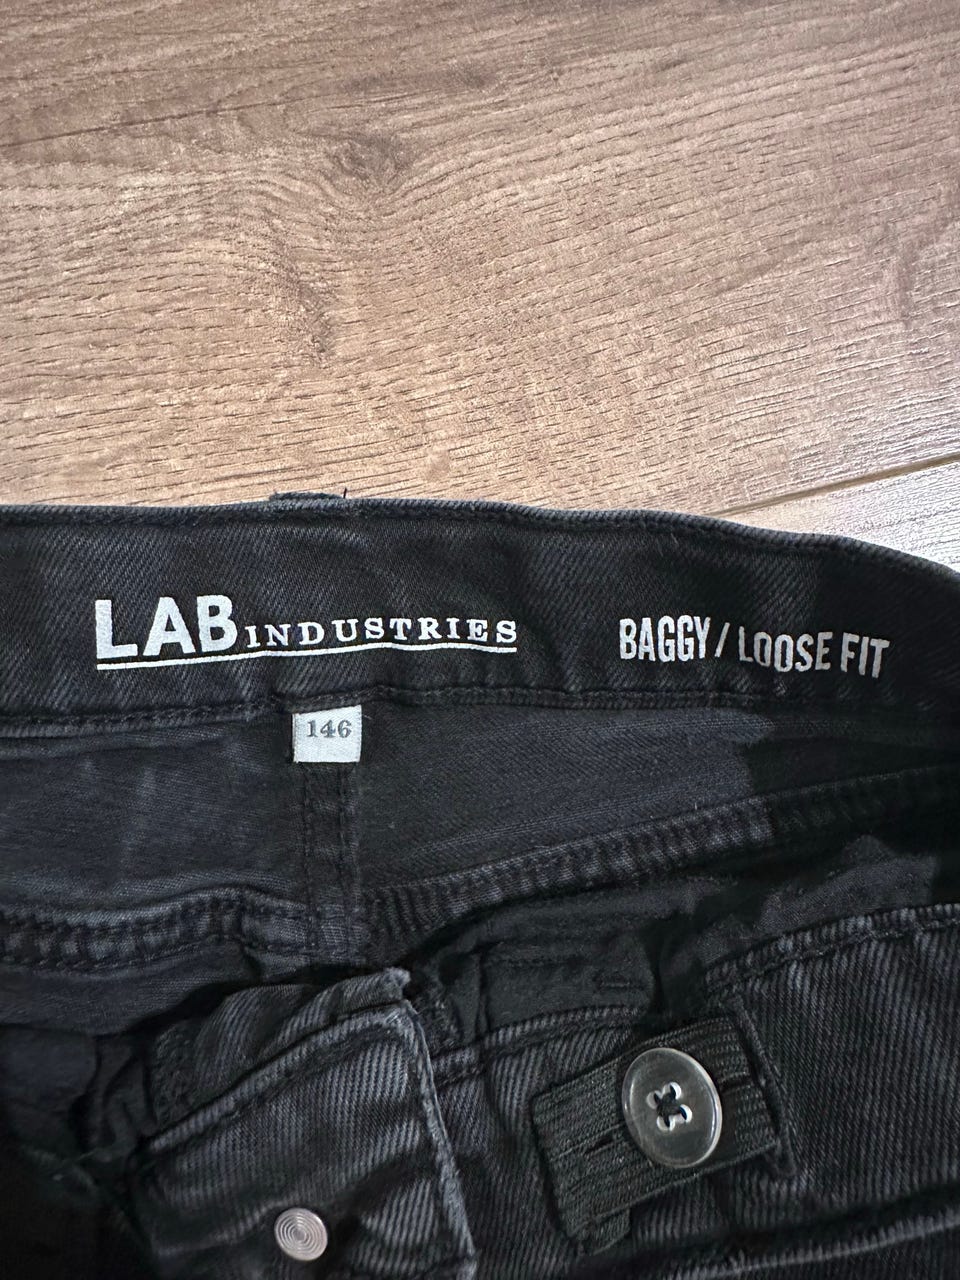 LAB INDUSTRIES
BAGGY / LOOSE FIT
146